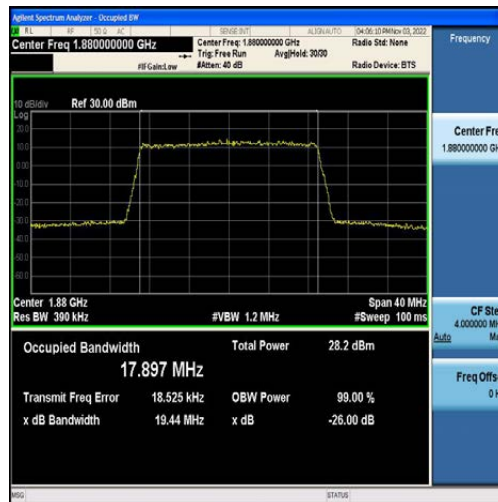 Agilent Spectrum Analyzer - Occupied BW
RL RF 50 Ω AC SENSE:INT ALIGNAUTO 04:06:10 PM Nov 03, 2022
Center Freq 1.880000000 GHz Center Freq: 1.880000000 GHz Radio Std: None Frequency
Trig: Free Run Avg|Hold: 30/30
#IFGain:Low #Atten: 40 dB Radio Device: BTS
10 dB/div Ref 30.00 dBm
Log
20.0
10.0
0.00
-10.0
-20.0
-30.0
-40.0
-50.0
-60.0
Center Fre
1.880000000 GH
Center 1.88 GHz Span 40 MHz
Res BW 390 kHz #VBW 1.2 MHz #Sweep 100 ms
CF Ste
4.000000 MH
Auto Ma
Occupied Bandwidth Total Power 28.2 dBm
17.897 MHz
Transmit Freq Error 18.525 kHz OBW Power 99.00 %
x dB Bandwidth 19.44 MHz x dB -26.00 dB
Freq Offs
0 H
MSG STATUS